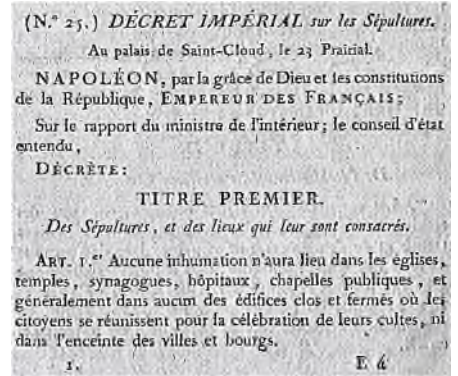 (N.° 25.) DÉCRET IMPÉRIAL sur les Sépultures.
Au palais de Saint-Cloud, le 23 Prairial.
NAPOLÉON, par la grâce de Dieu et les constitutions
de la République, EMPEREUR DES FRANÇAIS;
Sur le rapport du ministre de l'intérieur; le conseil d'état
entendu,
DÉCRÈTE:
TITRE PREMIER.
Des Sépultures, et des lieux qui leur sont consacrés.
ART. 1.er Aucune inhumation n'aura lieu dans les églises,
temples, synagogues, hôpitaux, chapelles publiques, et
généralement dans aucun des édifices clos et fermés où les
citoyens se réunissent pour la célébration de leurs cultes, ni
dans l'enceinte des villes et bourgs.
1. E 4